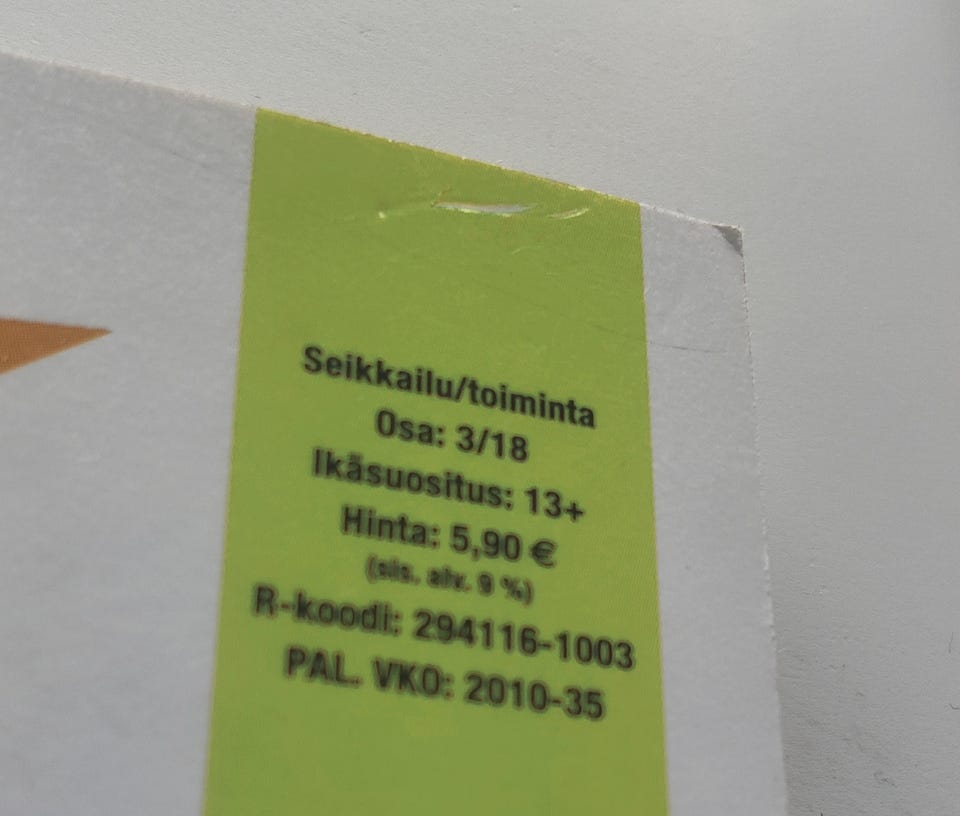 Seikkailu/toiminta
Osa: 3/18
Ikäsuositus: 13+
Hinta: 5,90 €
(sis. alv. 9 %)
R-koodi: 294116-1003
PAL. VKO: 2010-35